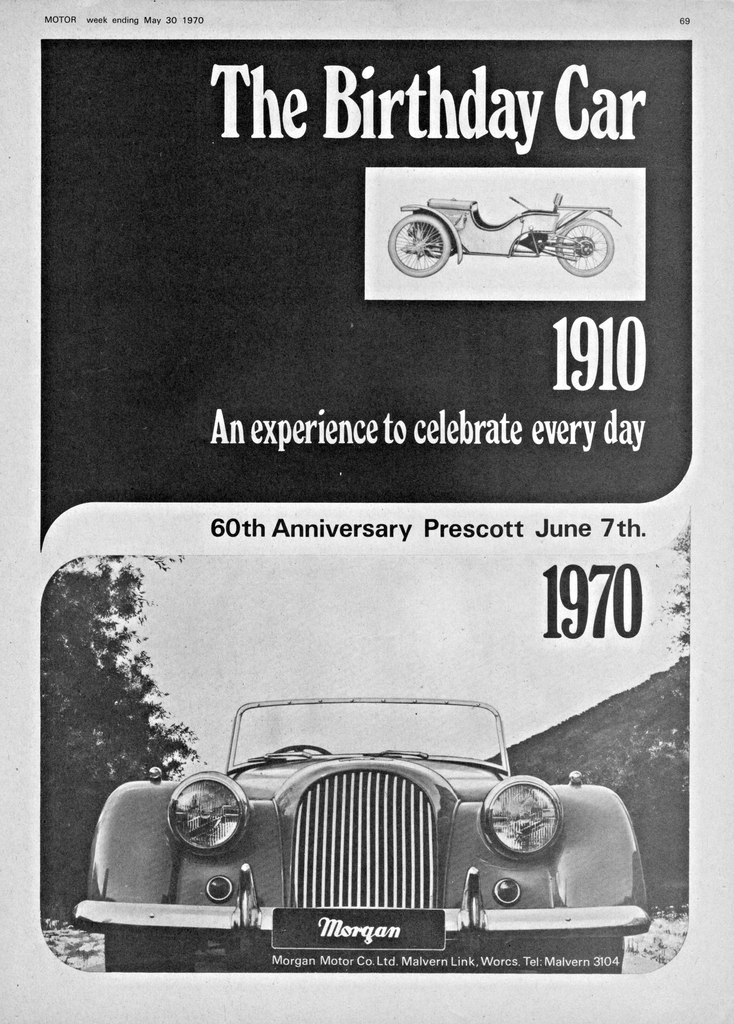 MOTOR week ending May 30 1970
69
The Birthday Car
1910
An experience to celebrate every day
60th Anniversary Prescott June 7th.
1970
Morgan
Morgan Motor Co. Ltd. Malvern Link, Worcs. Tel: Malvern 3104